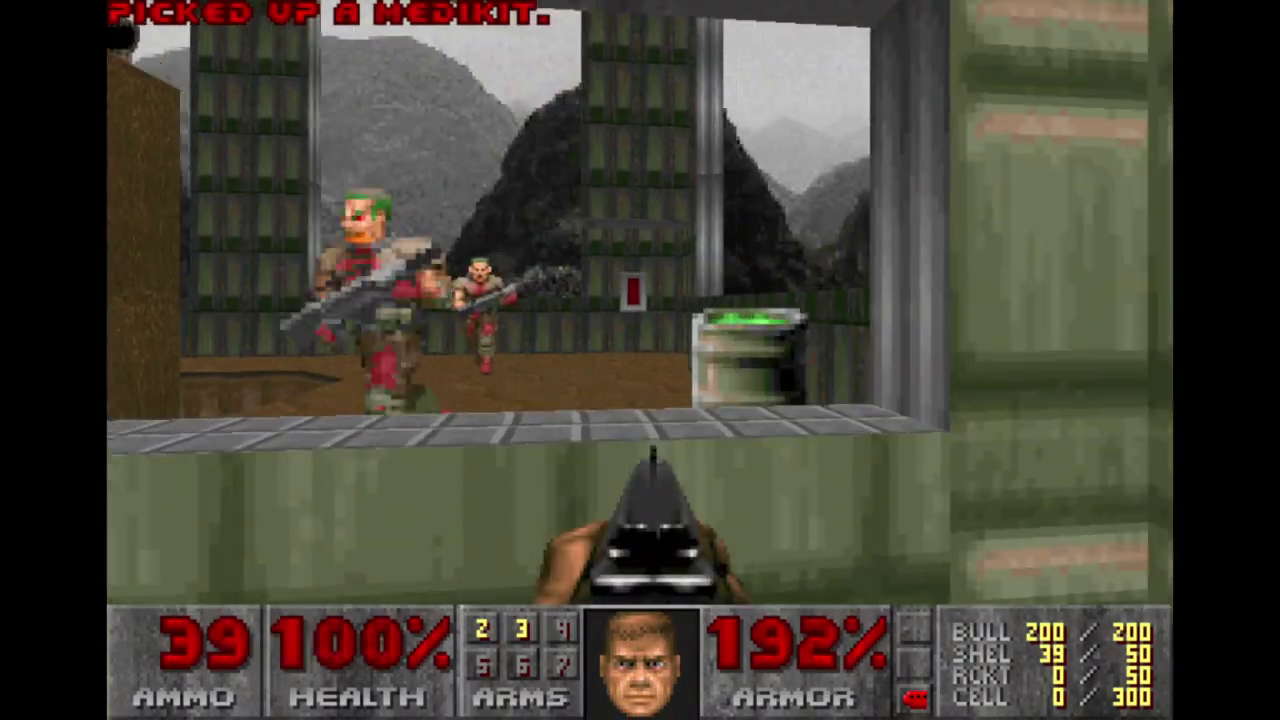 PICKED UP A MEDIKIT.
39 100% 2 3 4 192% BULL 200 / 200
5 6 7 SHEL 39 / 50
RCKT 0 / 50
AMMO HEALTH ARMS ARMOR CELL 0 / 300